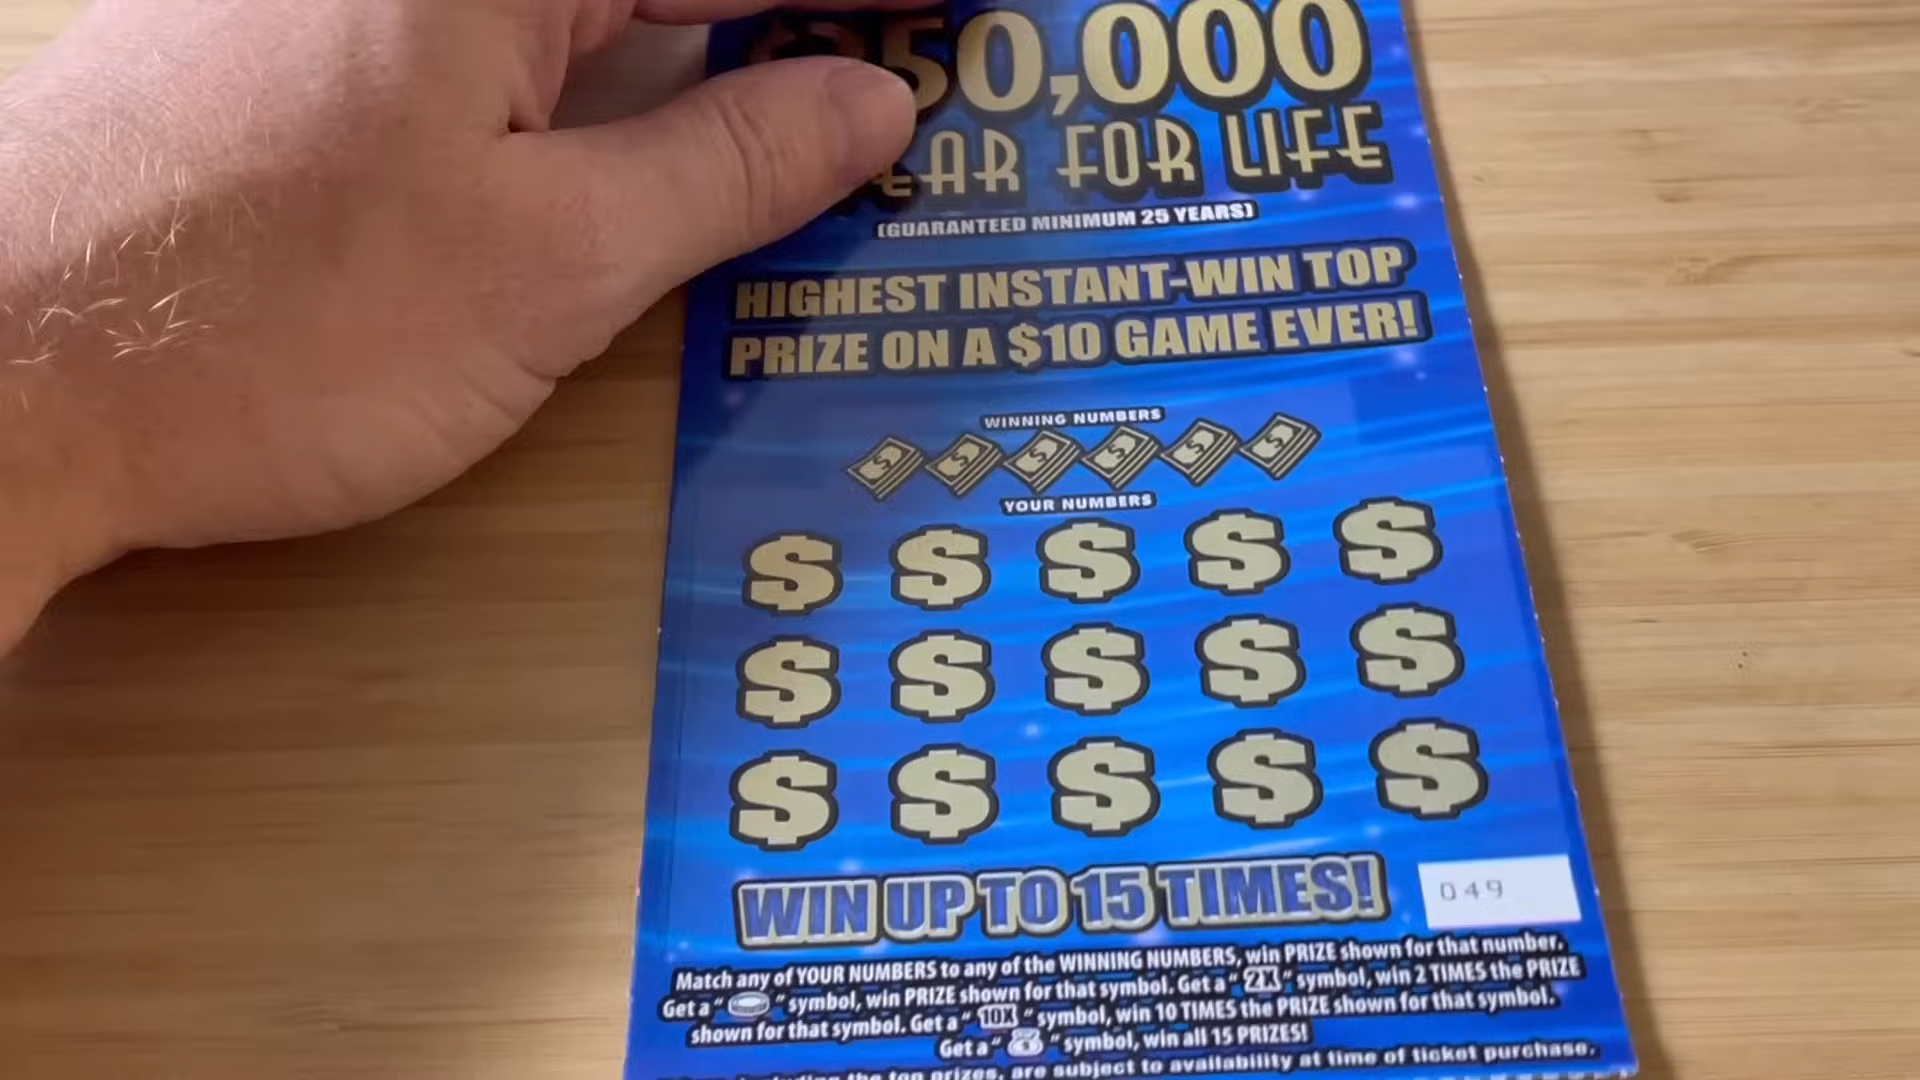 50,000
EAR FOR LIFE
(GUARANTEED MINIMUM 25 YEARS)
HIGHEST INSTANT-WIN TOP
PRIZE ON A $10 GAME EVER!
WINNING NUMBERS
$ $ $ $ $ $
YOUR NUMBERS
$ $ $ $ $
$ $ $ $ $
$ $ $ $ $
WIN UP TO 15 TIMES!
049
Match any of YOUR NUMBERS to any of the WINNING NUMBERS, win PRIZE shown for that number.
Get a " " symbol, win PRIZE shown for that symbol. Get a " 2X " symbol, win 2 TIMES the PRIZE
shown for that symbol. Get a " 10X " symbol, win 10 TIMES the PRIZE shown for that symbol.
Get a " $ " symbol, win all 15 PRIZES!
the top prizes, are subject to availability at time of ticket purchase.